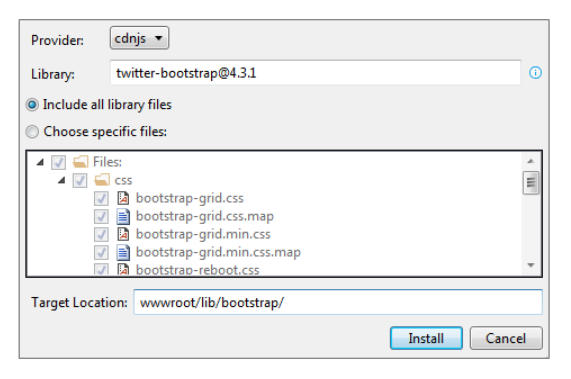 Provider: cdnjs
Library: twitter-bootstrap@4.3.1
Include all library files
Choose specific files:
Files:
css
bootstrap-grid.css
bootstrap-grid.css.map
bootstrap-grid.min.css
bootstrap-grid.min.css.map
bootstrap-reboot.css
Target Location: wwwroot/lib/bootstrap/
Install Cancel